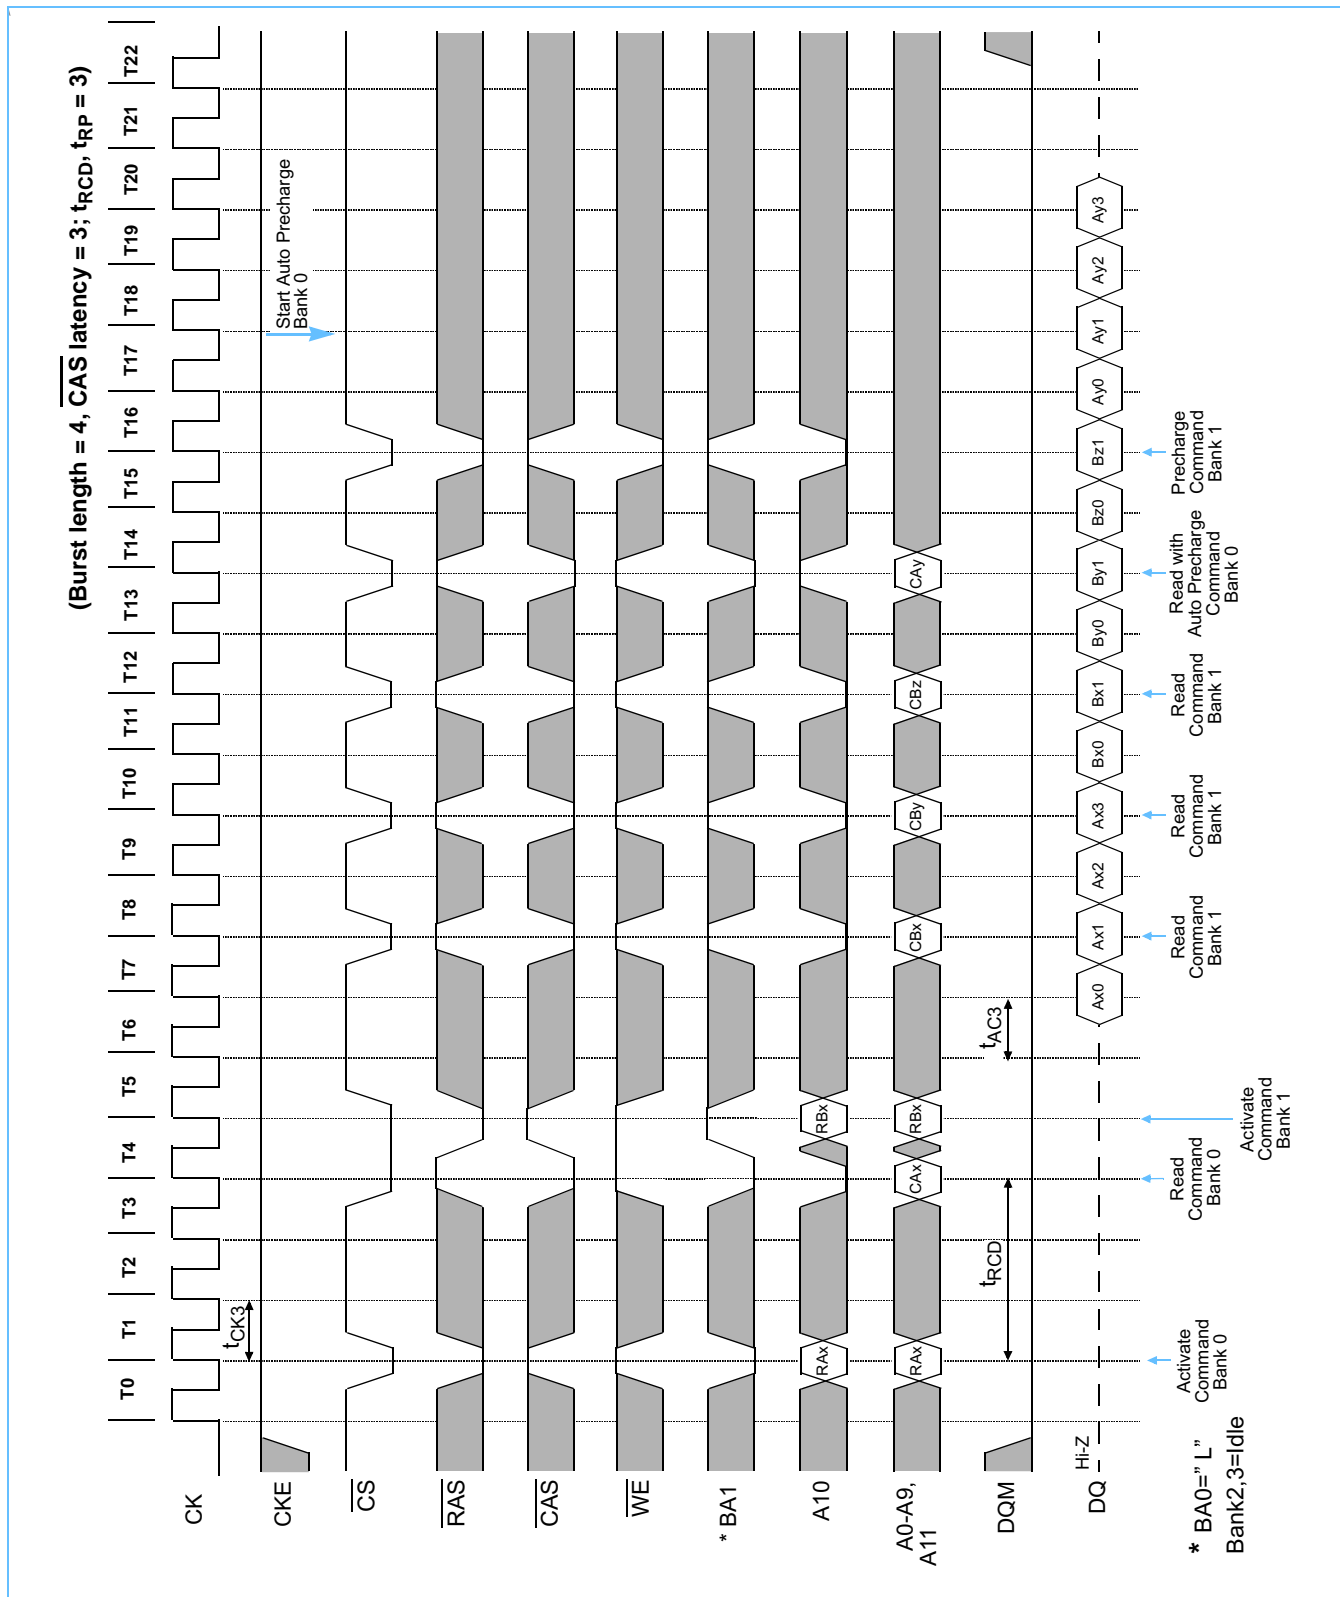 (Burst length = 4, CAS latency = 3; tRCD, tRP = 3)
T0 T1 T2 T3 T4 T5 T6 T7 T8 T9 T10 T11 T12 T13 T14 T15 T16 T17 T18 T19 T20 T21 T22
CK
tCK3
CKE
Start Auto Precharge
Bank 0
CS
RAS
CAS
WE
* BA1
A10
RAx RBx
A0-A9,
A11
RAx CAx RBx CBx CBy CBz CAy
DQM
tRCD
tAC3
DQ
Hi-Z
Ax0 Ax1 Ax2 Ax3 Bx0 Bx1 By0 By1 Bz0 Bz1 Ay0 Ay1 Ay2 Ay3
Activate
Command
Bank 0
Read
Command
Bank 0
Activate
Command
Bank 1
Read
Command
Bank 1
Read
Command
Bank 1
Read
Command
Bank 1
Read with
Auto Precharge
Command
Bank 0
Precharge
Command
Bank 1
* BA0=” L”
Bank2,3=Idle